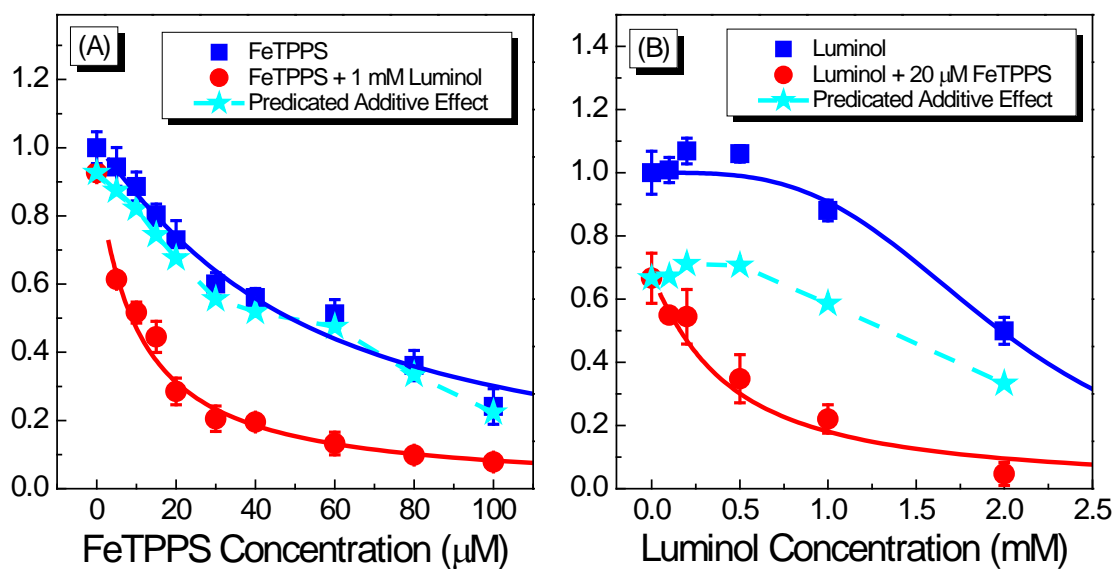 (A)
FeTPPS
FeTPPS + 1 mM Luminol
Predicated Additive Effect
1.2
1.0
0.8
0.6
0.4
0.2
0.0
0 20 40 60 80 100
FeTPPS Concentration (μM)
(B)
Luminol
Luminol + 20 μM FeTPPS
Predicated Additive Effect
1.4
1.2
1.0
0.8
0.6
0.4
0.2
0.0
0.0 0.5 1.0 1.5 2.0 2.5
Luminol Concentration (mM)